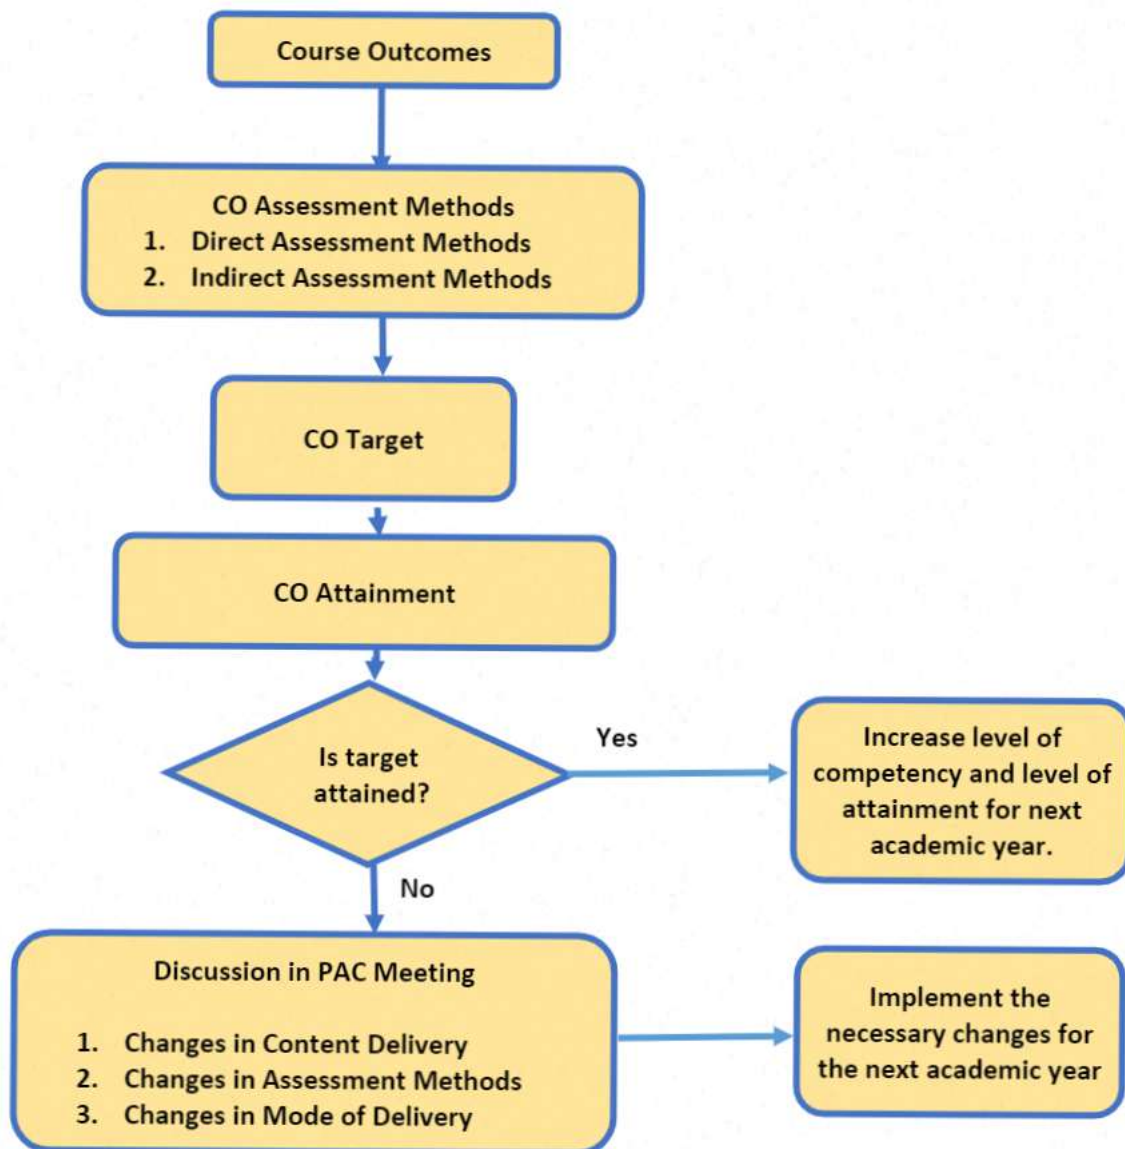 Course Outcomes
CO Assessment Methods
1. Direct Assessment Methods
2. Indirect Assessment Methods
CO Target
CO Attainment
Is target
attained?
Yes
Increase level of
competency and level of
attainment for next
academic year.
No
Discussion in PAC Meeting
1. Changes in Content Delivery
2. Changes in Assessment Methods
3. Changes in Mode of Delivery
Implement the
necessary changes for
the next academic year